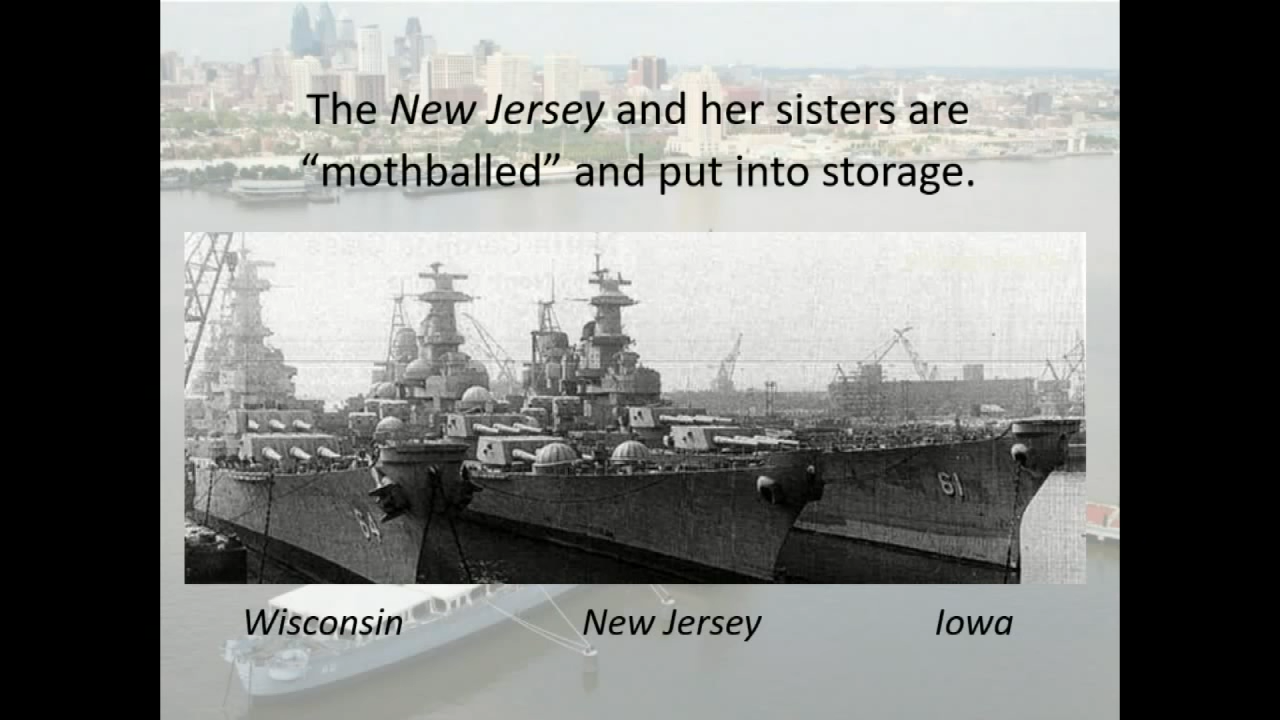 The New Jersey and her sisters are
“mothballed” and put into storage.
64
61
Wisconsin New Jersey Iowa